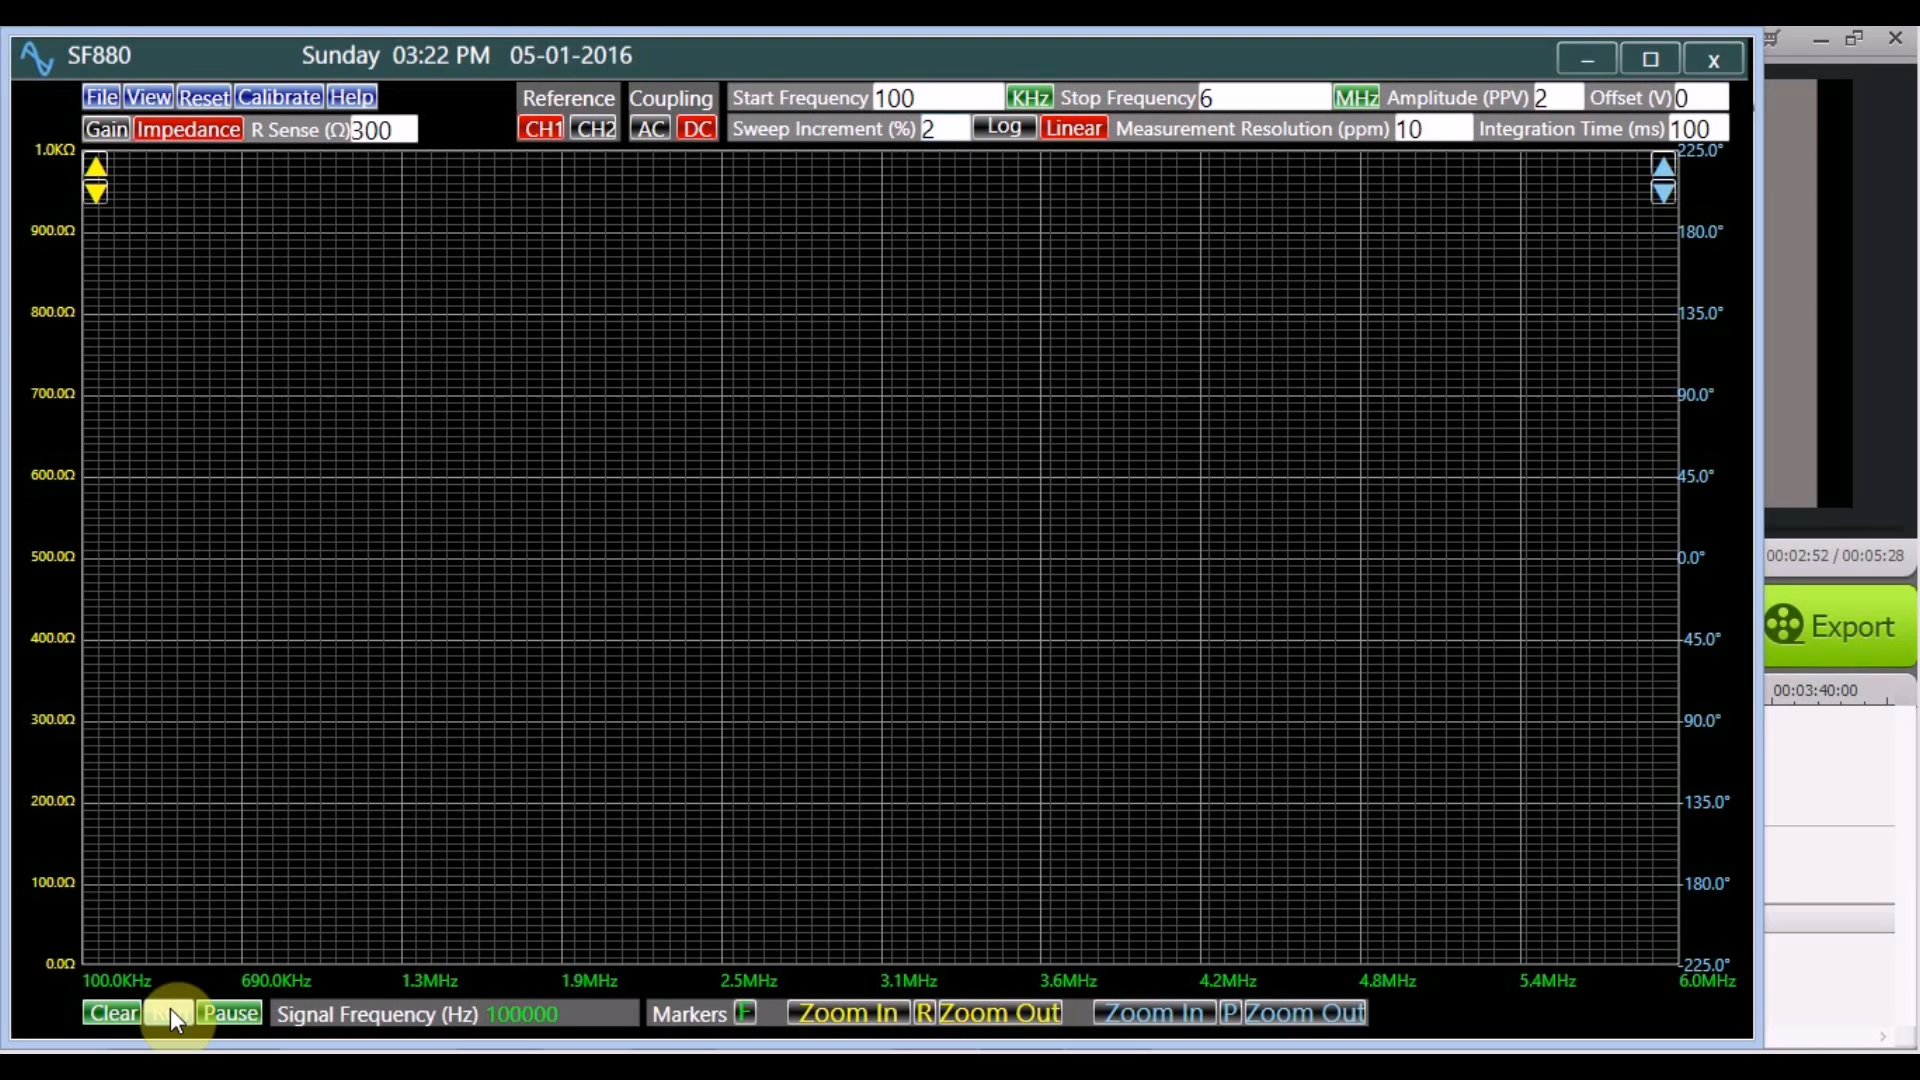 SF880 Sunday 03:22 PM 05-01-2016 x
File View Reset Calibrate Help Reference Coupling Start Frequency 100 KHz Stop Frequency 6 MHz Amplitude (PPV) 2 Offset (V) 0
Gain Impedance R Sense (Ω) 300 CH1 CH2 AC DC Sweep Increment (%) 2 Log Linear Measurement Resolution (ppm) 10 Integration Time (ms) 100
1.0KΩ 225.0°
900.0Ω 180.0°
800.0Ω 135.0°
700.0Ω 90.0°
600.0Ω 45.0°
500.0Ω 0.0° 00:02:52 / 00:05:28
400.0Ω -45.0° Export
300.0Ω -90.0° 00:03:40:00
200.0Ω -135.0°
100.0Ω -180.0°
0.0Ω -225.0°
100.0KHz 690.0KHz 1.3MHz 1.9MHz 2.5MHz 3.1MHz 3.6MHz 4.2MHz 4.8MHz 5.4MHz 6.0MHz
Clear Pause Signal Frequency (Hz) 100000 Markers F Zoom In R Zoom Out Zoom In P Zoom Out